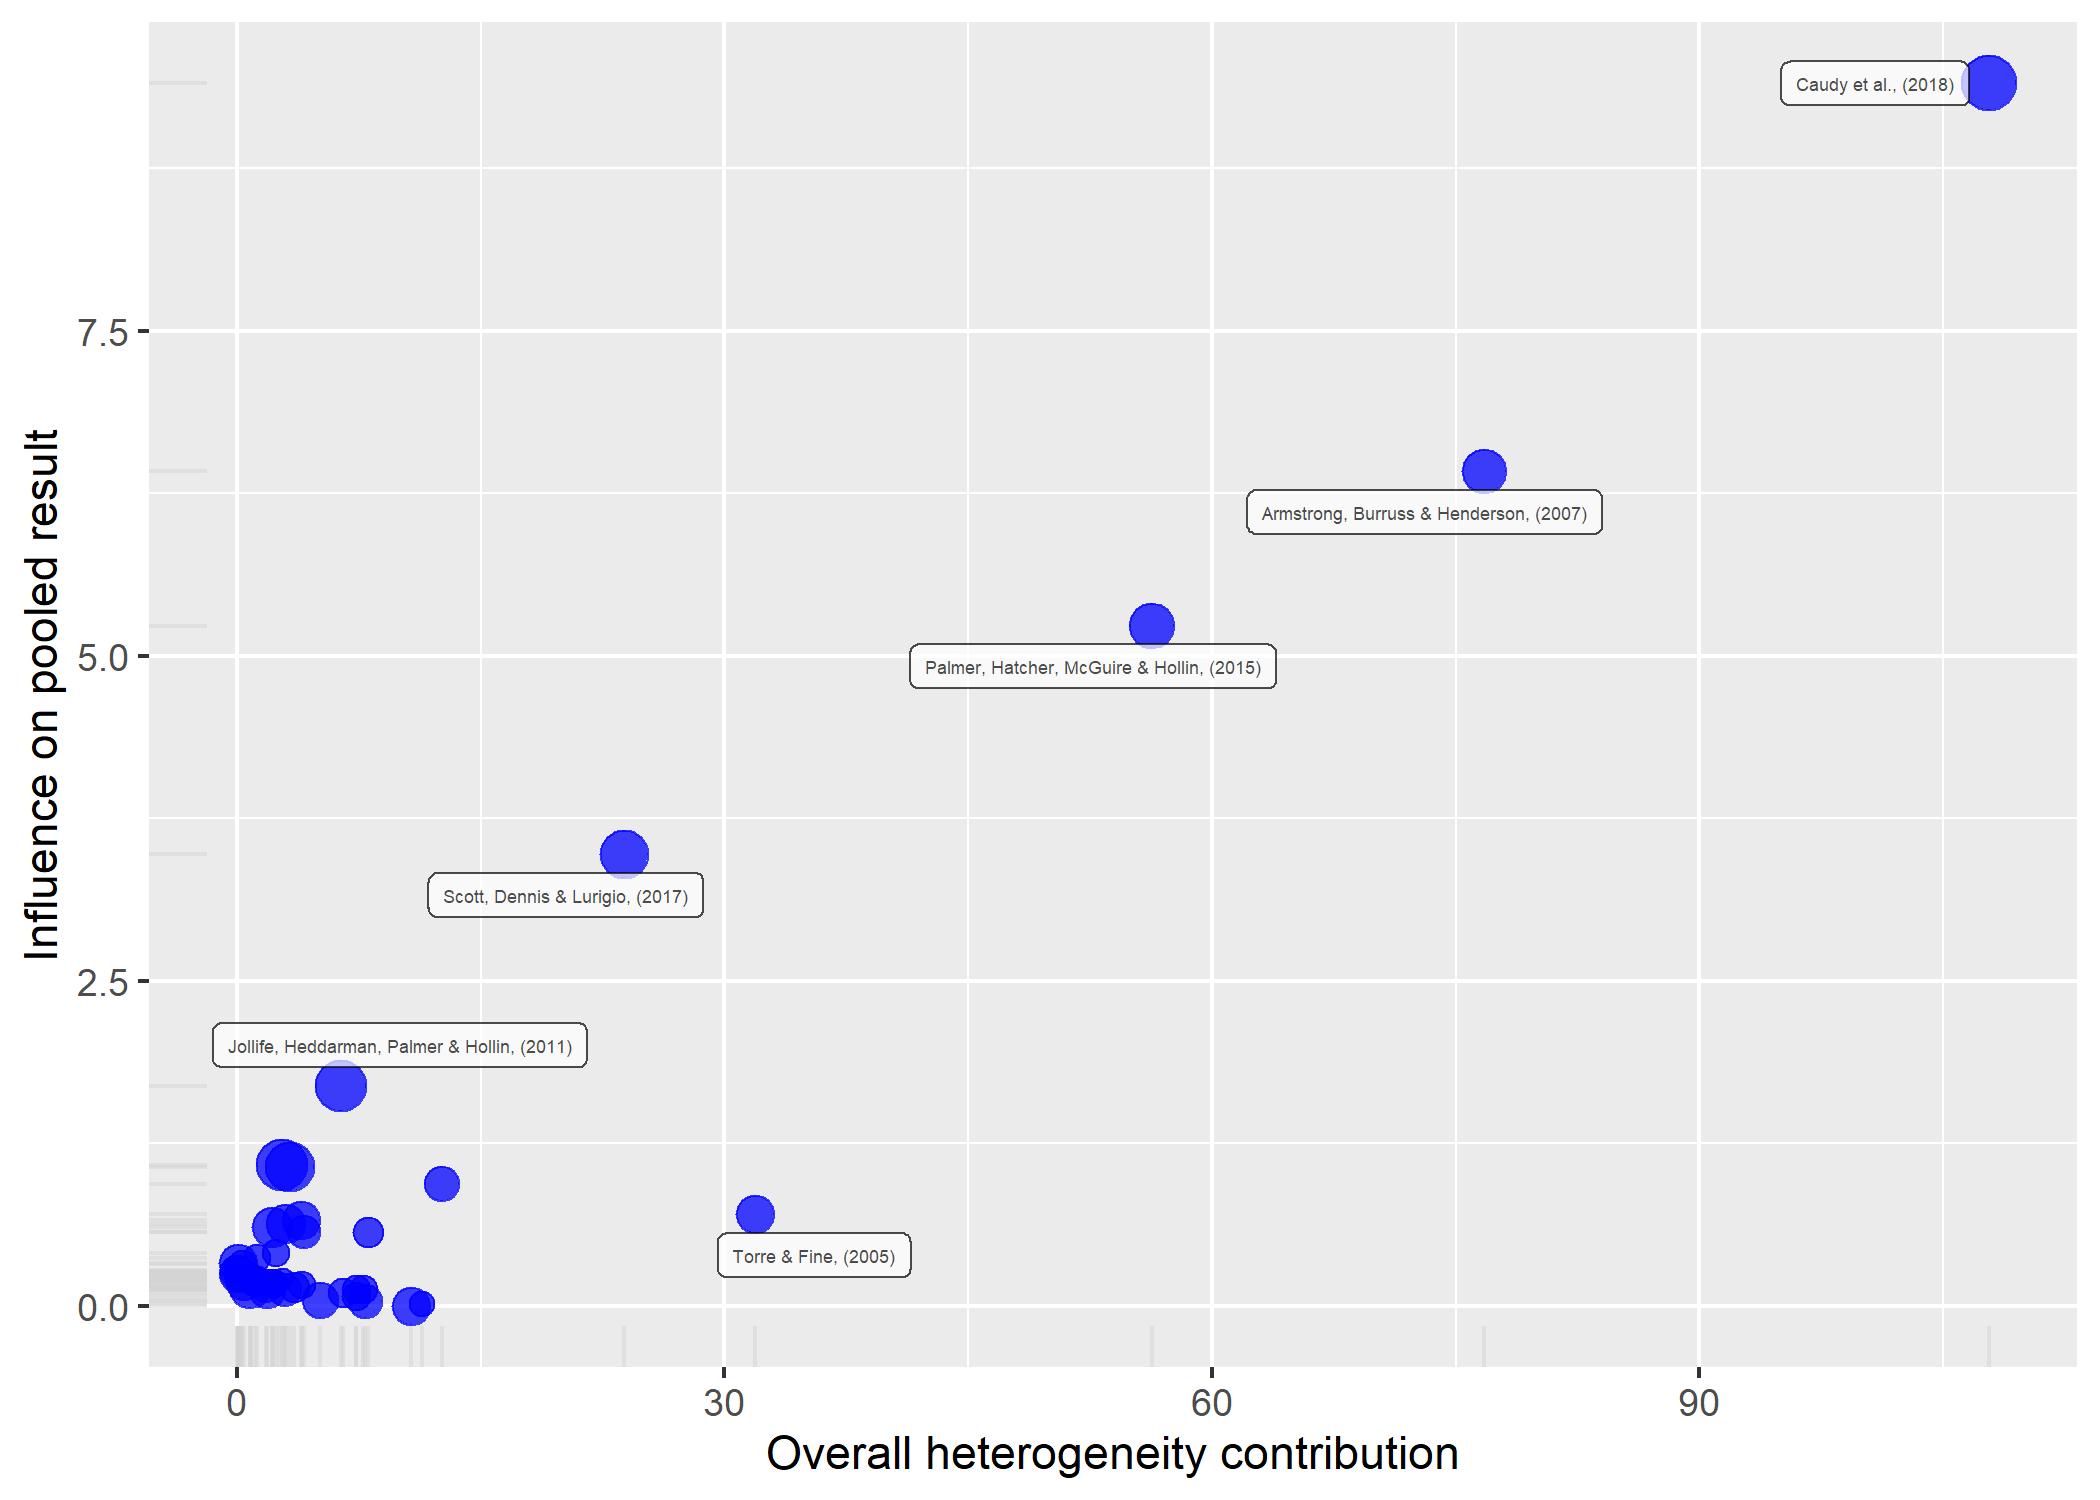 Caudy et al., (2018)
7.5
Armstrong, Burruss & Henderson, (2007)
5.0
Palmer, Hatcher, McGuire & Hollin, (2015)
Scott, Dennis & Lurigio, (2017)
2.5
Jollife, Heddarman, Palmer & Hollin, (2011)
Torre & Fine, (2005)
0.0
0 30 60 90
Overall heterogeneity contribution
Influence on pooled result